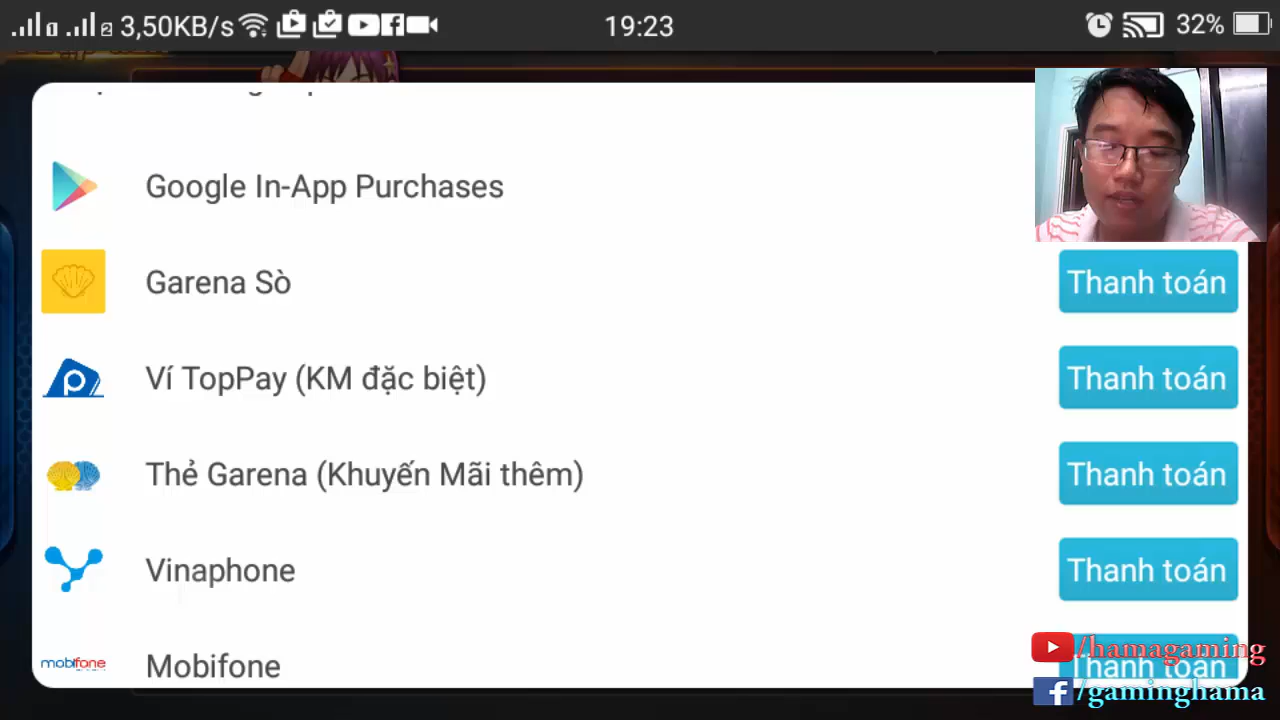 3,50KB/s 19:23 32%
Google In-App Purchases
Garena Sò Thanh toán
Ví TopPay (KM đặc biệt) Thanh toán
Thẻ Garena (Khuyến Mãi thêm) Thanh toán
Vinaphone Thanh toán
mobifone Mobifone Thanh toán
/hamagaming
/gaminghama